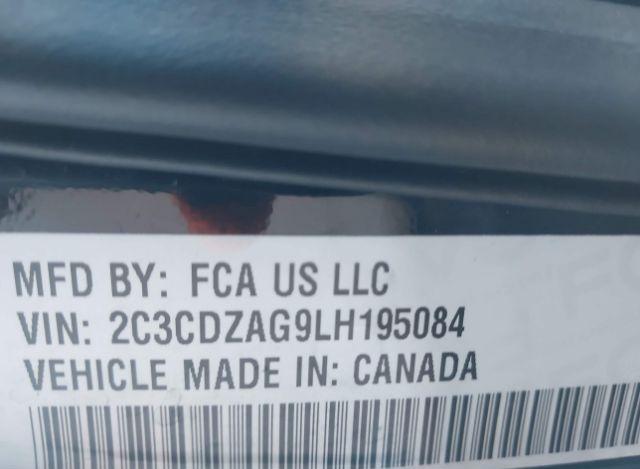 MFD BY: FCA US LLC
VIN: 2C3CDZAG9LH195084
VEHICLE MADE IN: CANADA